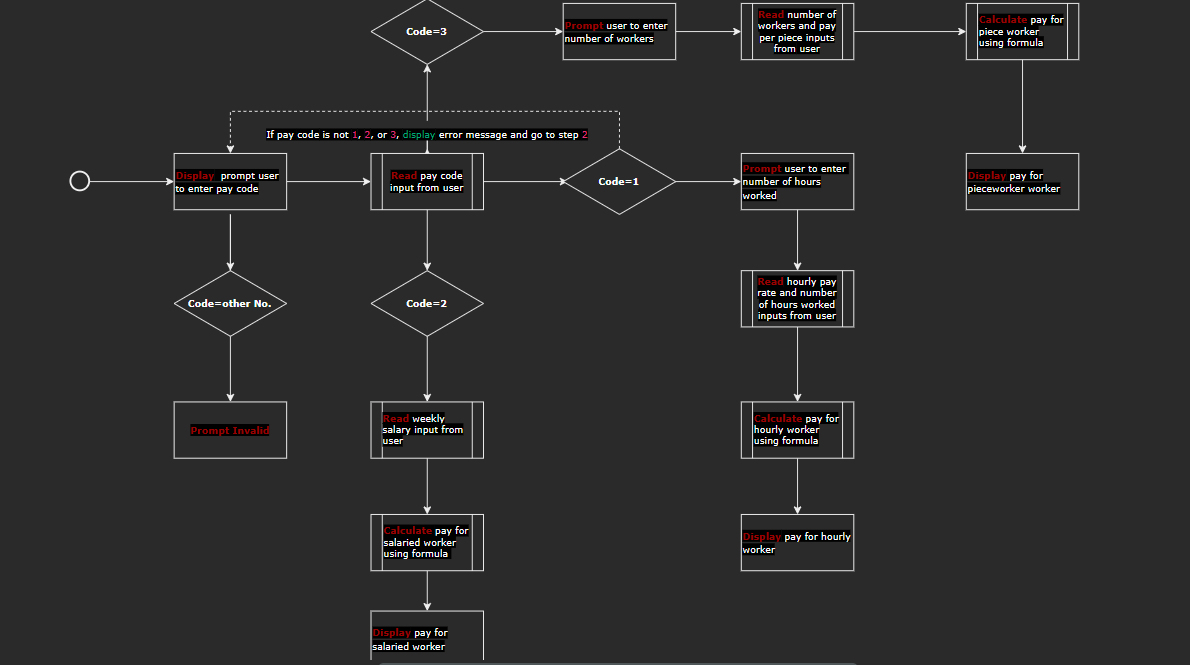 Code=3
Prompt user to enter
number of workers
Read number of
workers and pay
per piece inputs
from user
Calculate pay for
piece worker
using formula
If pay code is not 1, 2, or 3, display error message and go to step 2
Display prompt user
to enter pay code
Read pay code
input from user
Code=1
Prompt user to enter
number of hours
worked
Display pay for
pieceworker worker
Code=other No.
Code=2
Read hourly pay
rate and number
of hours worked
inputs from user
Prompt Invalid
Read weekly
salary input from
user
Calculate pay for
hourly worker
using formula
Calculate pay for
salaried worker
using formula
Display pay for hourly
worker
Display pay for
salaried worker